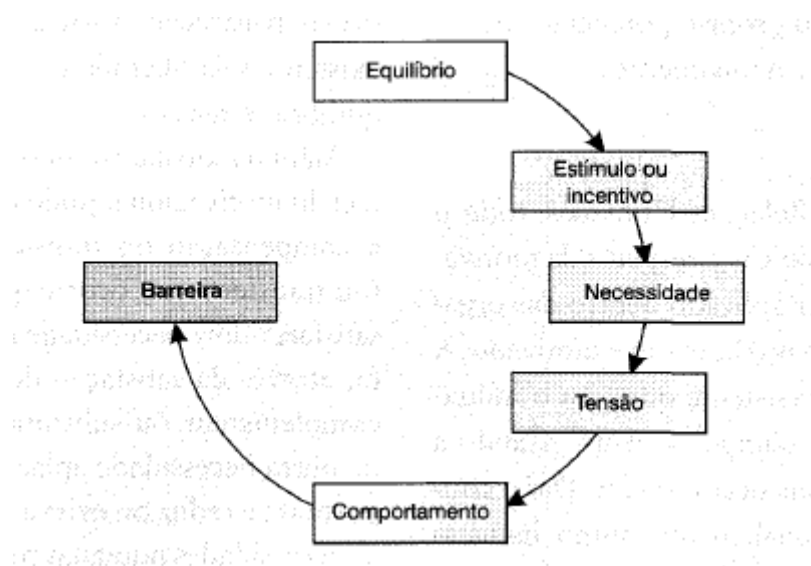 Equilíbrio
Estímulo ou
incentivo
Necessidade
Tensão
Comportamento
Barreira